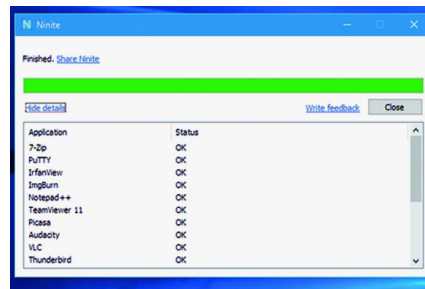 N Ninite
Finished. Share Ninite
Hide details Write feedback Close
Application Status
7-Zip OK
PuTTY OK
IrfanView OK
ImgBurn OK
Notepad++ OK
TeamViewer 11 OK
Picasa OK
Audacity OK
VLC OK
Thunderbird OK